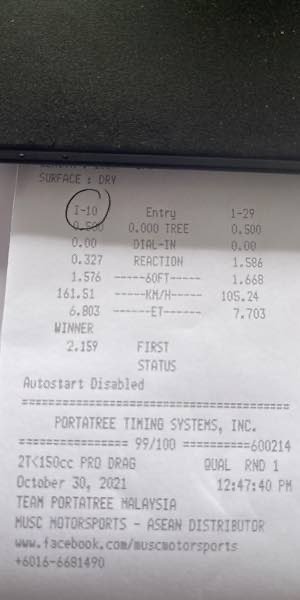 SURFACE : DRY
I-10 Entry 1-29
0.500 0.000 TREE 0.500
0.00 DIAL-IN 0.00
0.327 REACTION 1.586
1.576 -----60FT----- 1.668
161.51 -----KM/H----- 105.24
6.803 ------ET------ 7.703
WINNER
2.159 FIRST
STATUS
Autostart Disabled
=======================================
PORTATREE TIMING SYSTEMS, INC.
================ 99/100 ==========600214
2T<150cc PRO DRAG QUAL RND 1
October 30, 2021 12:47:40 PM
TEAM PORTATREE MALAYSIA
MUSC MOTORSPORTS - ASEAN DISTRIBUTOR
www.facebook.com/muscmotorsports
+6016-6681490